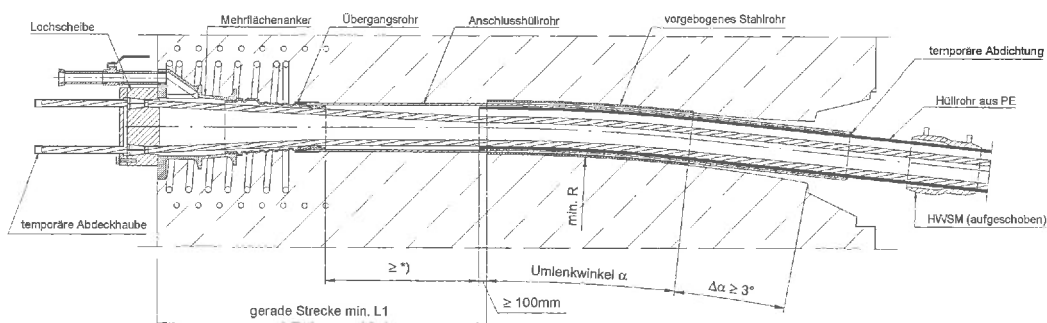 Mehrflächenanker
Übergangsrohr
Anschlusshüllrohr
vorgebogenes Stahlrohr
Lochscheibe
temporäre Abdichtung
Hüllrohr aus PE
min. R
temporäre Abdeckhaube
HWSM (aufgeschoben)
≥ *)
Umlenkwinkel α
Δα ≥ 3°
≥ 100mm
gerade Strecke min. L1